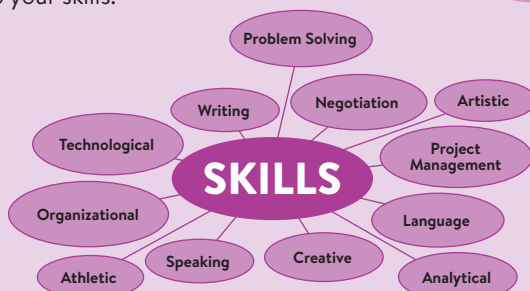 your skills.
Problem Solving
Writing
Negotiation
Artistic
Technological
Project
Management
SKILLS
Organizational
Language
Speaking
Creative
Athletic
Analytical